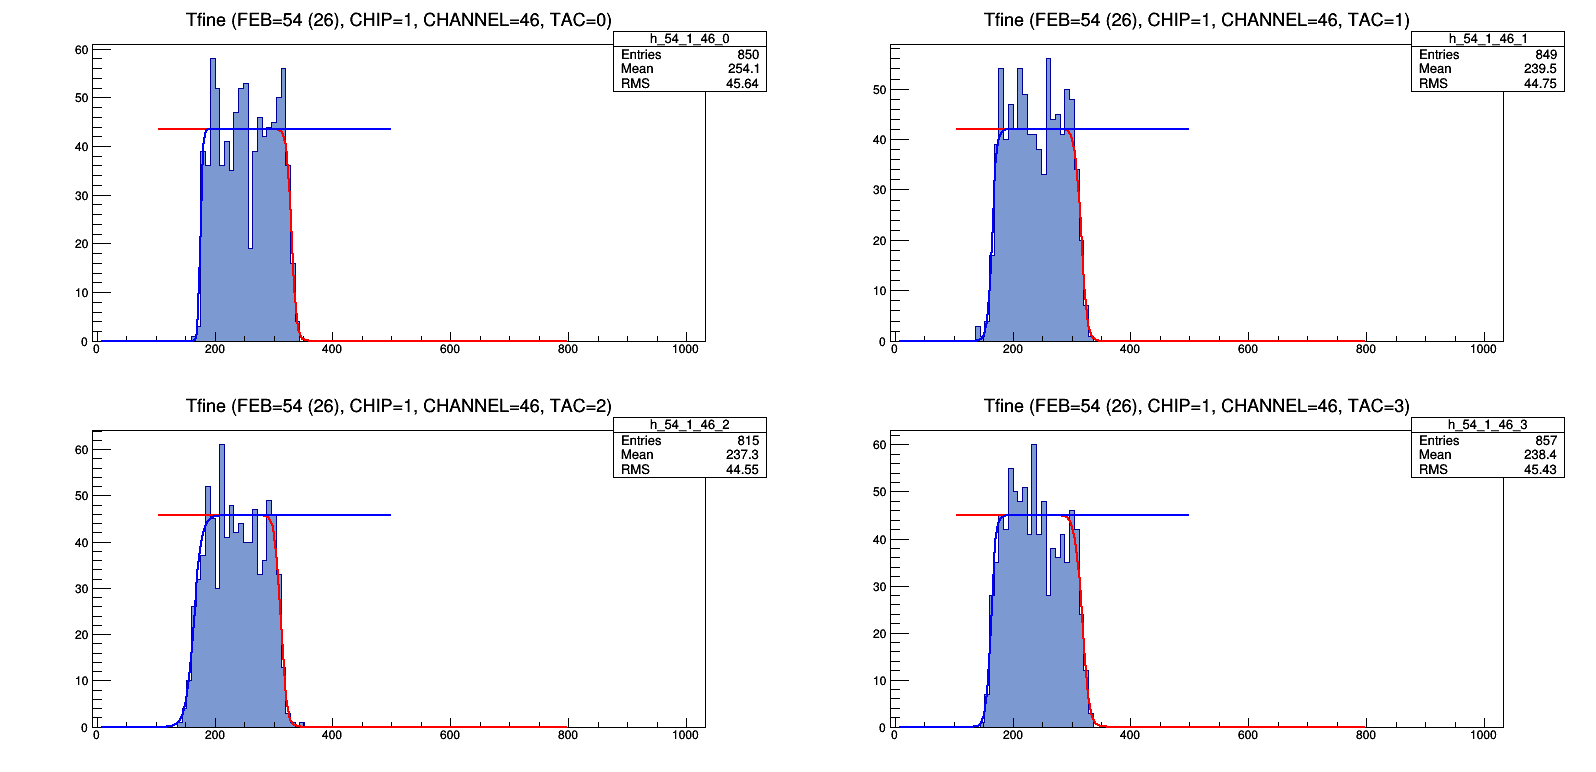 Tfine (FEB=54 (26), CHIP=1, CHANNEL=46, TAC=0)
h_54_1_46_0
Entries 850
Mean 254.1
RMS 45.64
60
50
40
30
20
10
0
0 200 400 600 800 1000
Tfine (FEB=54 (26), CHIP=1, CHANNEL=46, TAC=1)
h_54_1_46_1
Entries 849
Mean 239.5
RMS 44.75
50
40
30
20
10
0
0 200 400 600 800 1000
Tfine (FEB=54 (26), CHIP=1, CHANNEL=46, TAC=2)
h_54_1_46_2
Entries 815
Mean 237.3
RMS 44.55
60
50
40
30
20
10
0
0 200 400 600 800 1000
Tfine (FEB=54 (26), CHIP=1, CHANNEL=46, TAC=3)
h_54_1_46_3
Entries 857
Mean 238.4
RMS 45.43
60
50
40
30
20
10
0
0 200 400 600 800 1000